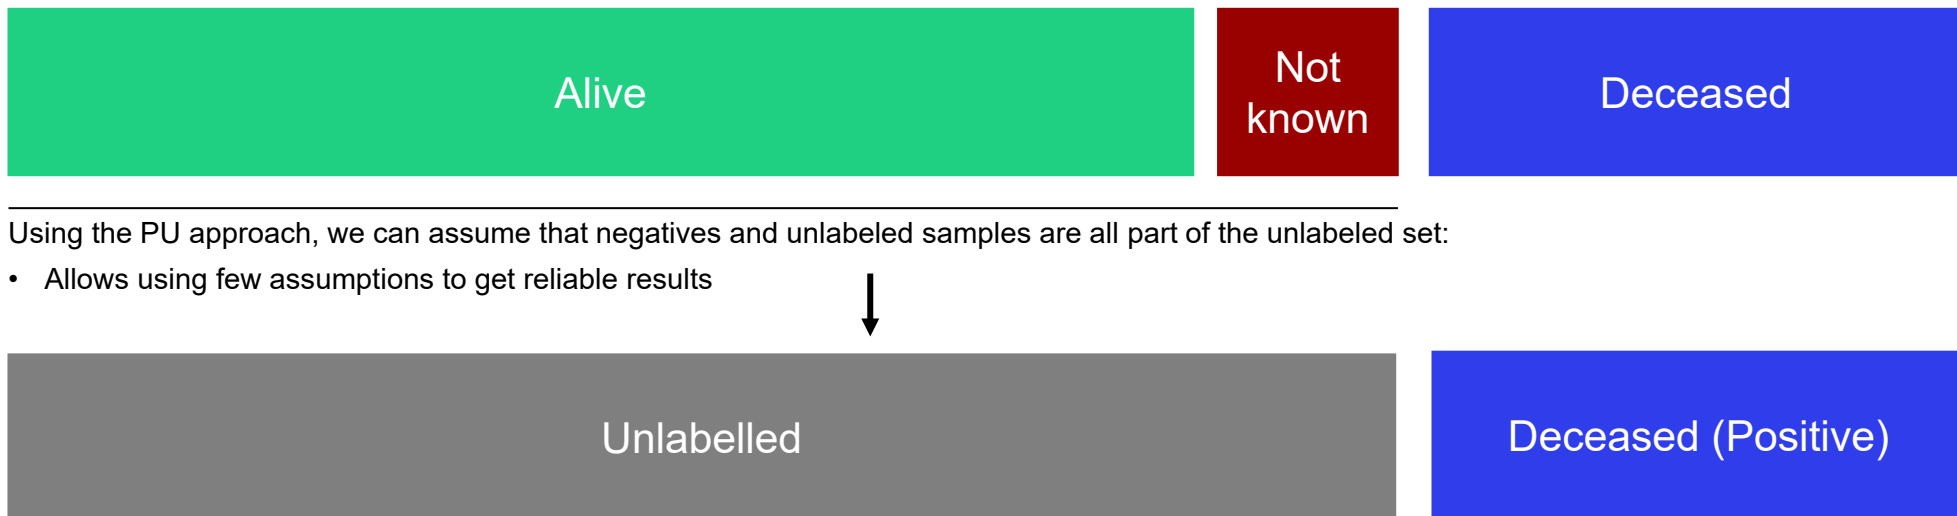 Alive
Not
known
Deceased
Using the PU approach, we can assume that negatives and unlabeled samples are all part of the unlabeled set:
• Allows using few assumptions to get reliable results
Unlabelled
Deceased (Positive)